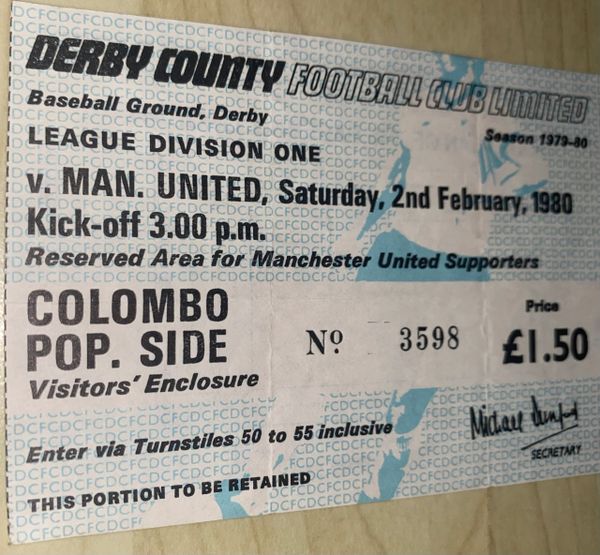 DERBY COUNTY FOOTBALL CLUB LIMITED
Baseball Ground, Derby
Season 1979-80
LEAGUE DIVISION ONE
v. MAN. UNITED, Saturday, 2nd February, 1980
Kick-off 3.00 p.m.
Reserved Area for Manchester United Supporters
COLOMBO
POP. SIDE
Visitors' Enclosure
Nº 3598
Price
£1.50
Enter via Turnstiles 50 to 55 inclusive
Michael Dunford
SECRETARY
THIS PORTION TO BE RETAINED